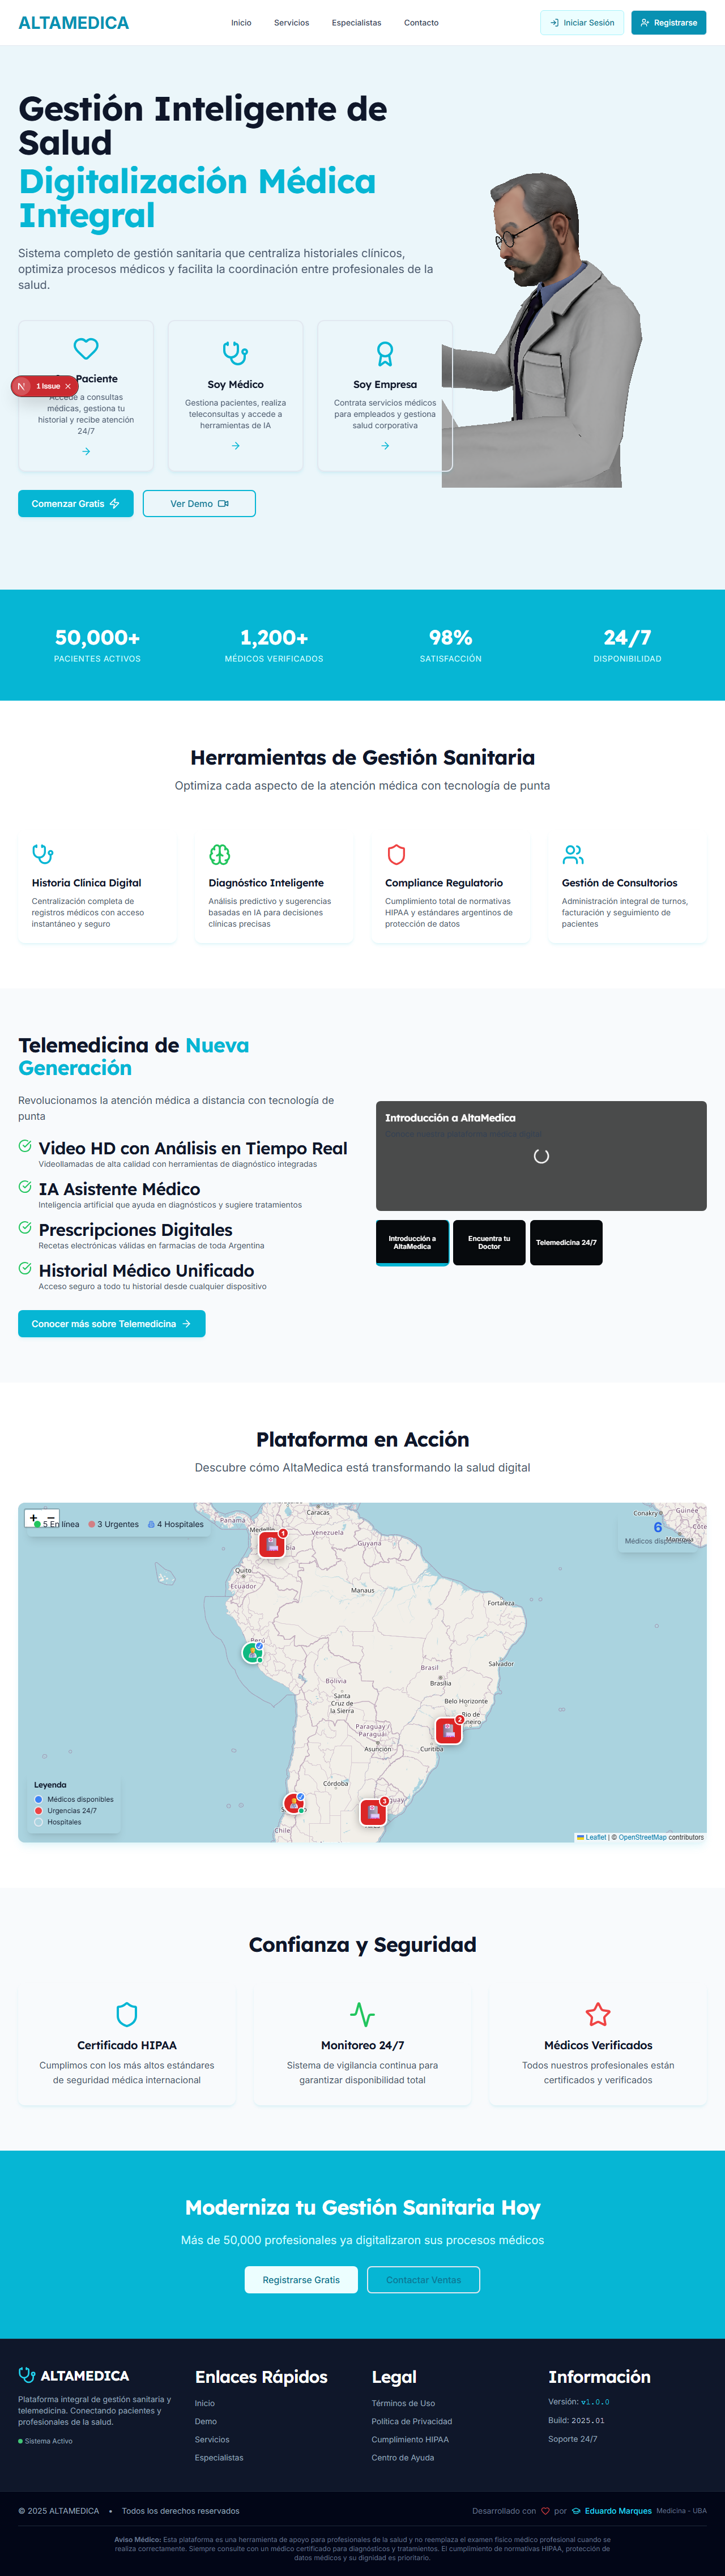 ALTAMEDICA
Inicio
Servicios
Especialistas
Contacto
Iniciar Sesión
Registrarse
Gestión Inteligente de
Salud
Digitalización Médica
Integral
Sistema completo de gestión sanitaria que centraliza historiales clínicos,
optimiza procesos médicos y facilita la coordinación entre profesionales de la
salud.
Paciente
Accede a consultas
médicas, gestiona tu
historial y recibe atención
24/7
N 1 Issue
Soy Médico
Gestiona pacientes, realiza
teleconsultas y accede a
herramientas de IA
Soy Empresa
Contrata servicios médicos
para empleados y gestiona
salud corporativa
Comenzar Gratis
Ver Demo
50,000+
PACIENTES ACTIVOS
1,200+
MÉDICOS VERIFICADOS
98%
SATISFACCIÓN
24/7
DISPONIBILIDAD
Herramientas de Gestión Sanitaria
Optimiza cada aspecto de la atención médica con tecnología de punta
Historia Clínica Digital
Centralización completa de
registros médicos con acceso
instantáneo y seguro
Diagnóstico Inteligente
Análisis predictivo y sugerencias
basadas en IA para decisiones
clínicas precisas
Compliance Regulatorio
Cumplimiento total de normativas
HIPAA y estándares argentinos de
protección de datos
Gestión de Consultorios
Administración integral de turnos,
facturación y seguimiento de
pacientes
Telemedicina de Nueva
Generación
Revolucionamos la atención médica a distancia con tecnología de
punta
Video HD con Análisis en Tiempo Real
Videollamadas de alta calidad con herramientas de diagnóstico integradas
IA Asistente Médico
Inteligencia artificial que ayuda en diagnósticos y sugiere tratamientos
Prescripciones Digitales
Recetas electrónicas válidas en farmacias de toda Argentina
Historial Médico Unificado
Acceso seguro a todo tu historial desde cualquier dispositivo
Conocer más sobre Telemedicina
Introducción a AltaMedica
Introducción a
AltaMedica
Encuentra tu
Doctor
Telemedicina 24/7
Plataforma en Acción
Descubre cómo AltaMedica está transformando la salud digital
+ −
5 En línea
3 Urgentes
4 Hospitales
6
Médicos disponibles
Panamá
Caracas
Venezuela
Guyana
Conakry
Guinée
Quito
Ecuador
Manaus
Fortaleza
Perú
Brasil
Salvador
Bolivia
Brasília
Santa
Cruz de
la Sierra
Belo Horizonte
Paraguay
Paraguái
Asunción
Curitiba
Córdoba
Chile
1
2
3
Leyenda
Médicos disponibles
Urgencias 24/7
Hospitales
Leaflet | © OpenStreetMap contributors
Confianza y Seguridad
Certificado HIPAA
Cumplimos con los más altos estándares
de seguridad médica internacional
Monitoreo 24/7
Sistema de vigilancia continua para
garantizar disponibilidad total
Médicos Verificados
Todos nuestros profesionales están
certificados y verificados
Moderniza tu Gestión Sanitaria Hoy
Más de 50,000 profesionales ya digitalizaron sus procesos médicos
Registrarse Gratis
Contactar Ventas
ALTAMEDICA
Plataforma integral de gestión sanitaria y
telemedicina. Conectando pacientes y
profesionales de la salud.
Sistema Activo
Enlaces Rápidos
Inicio
Demo
Servicios
Especialistas
Legal
Términos de Uso
Política de Privacidad
Cumplimiento HIPAA
Centro de Ayuda
Información
Versión: v1.0.0
Build: 2025.01
Soporte 24/7
© 2025 ALTAMEDICA • Todos los derechos reservados
Desarrollado con por Eduardo Marques Medicina - UBA
Aviso Médico: Esta plataforma es una herramienta de apoyo para profesionales de la salud y no reemplaza el examen físico médico profesional cuando se
realiza correctamente. Siempre consulte con un médico certificado para diagnósticos y tratamientos. El cumplimiento de normativas HIPAA, protección de
datos médicos y su dignidad es prioritario.